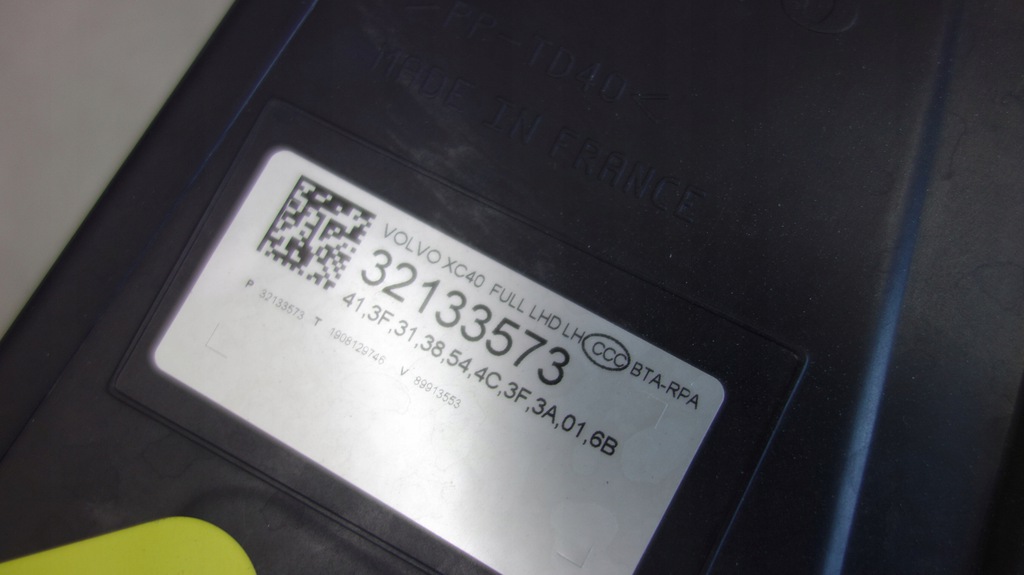 >PP-TD40<
MADE IN FRANCE
VOLVO XC40 FULL LHD LH CCC BTA-RPA
32133573
41,3F,31,38,54,4C,3F,3A,01,6B
P 32133573 T 1908129746 V 89913553